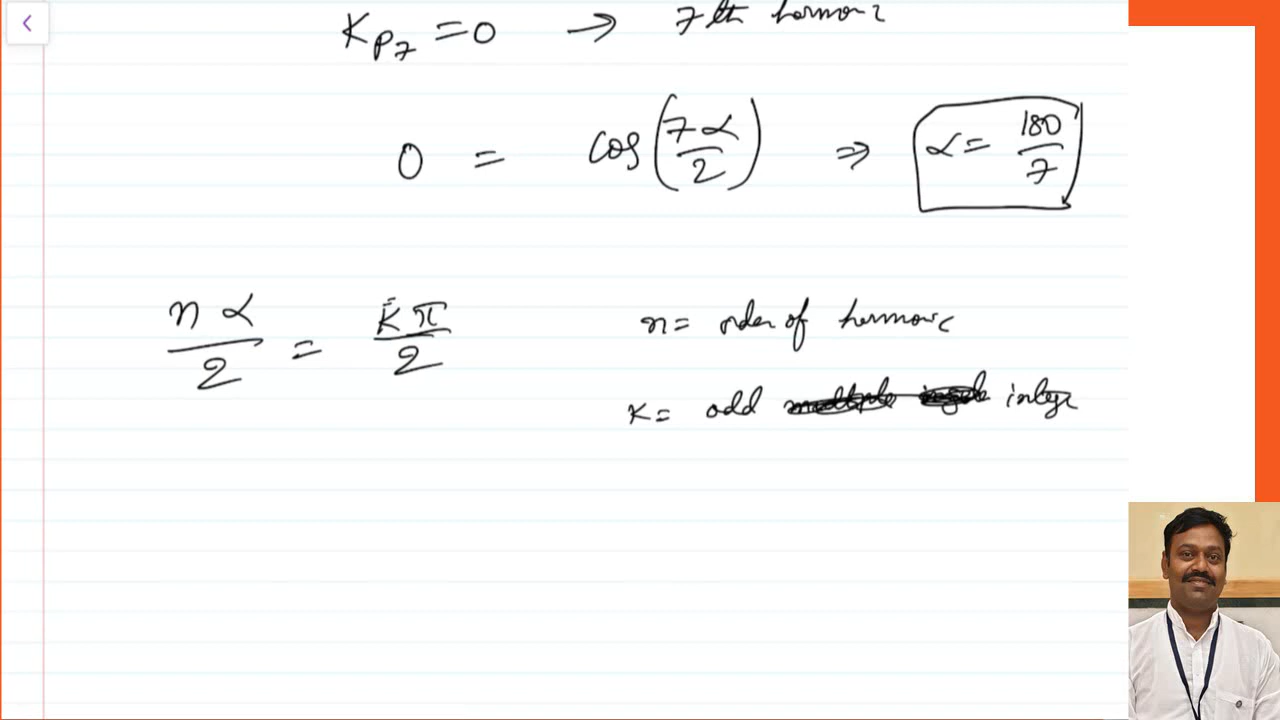 K_P7 = 0 → 7th harmonic
0 = cos(7α/2) ⇒ α = 180/7
nα/2 = Kπ/2
n = order of harmonic
K = odd integer